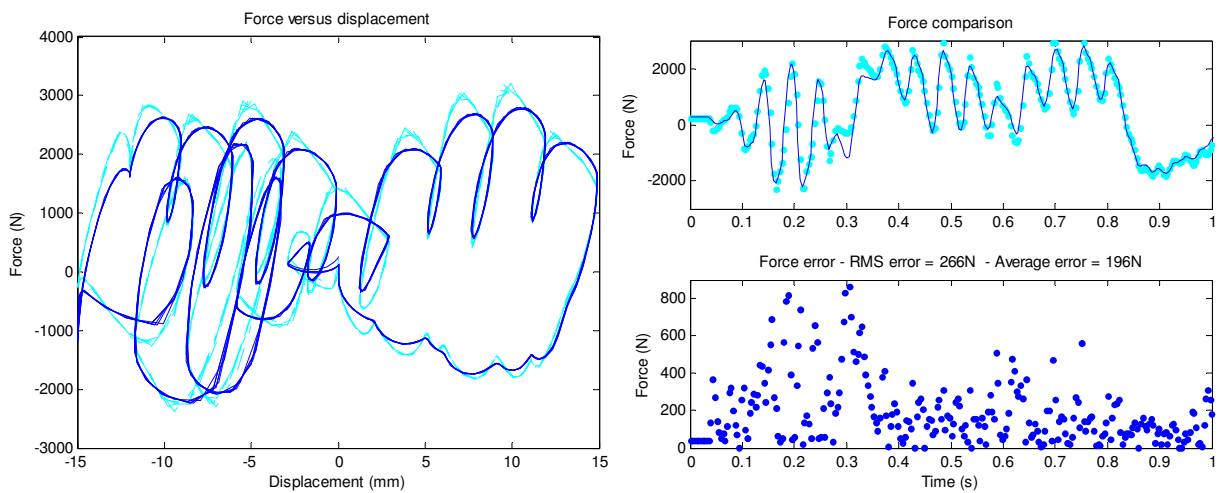 Force versus displacement
4000
3000
2000
1000
0
-1000
-2000
-3000
Force (N)
-15 -10 -5 0 5 10 15
Displacement (mm)
Force comparison
2000
0
-2000
Force (N)
0 0.1 0.2 0.3 0.4 0.5 0.6 0.7 0.8 0.9 1
Force error - RMS error = 266N - Average error = 196N
800
600
400
200
0
Force (N)
0 0.1 0.2 0.3 0.4 0.5 0.6 0.7 0.8 0.9 1
Time (s)